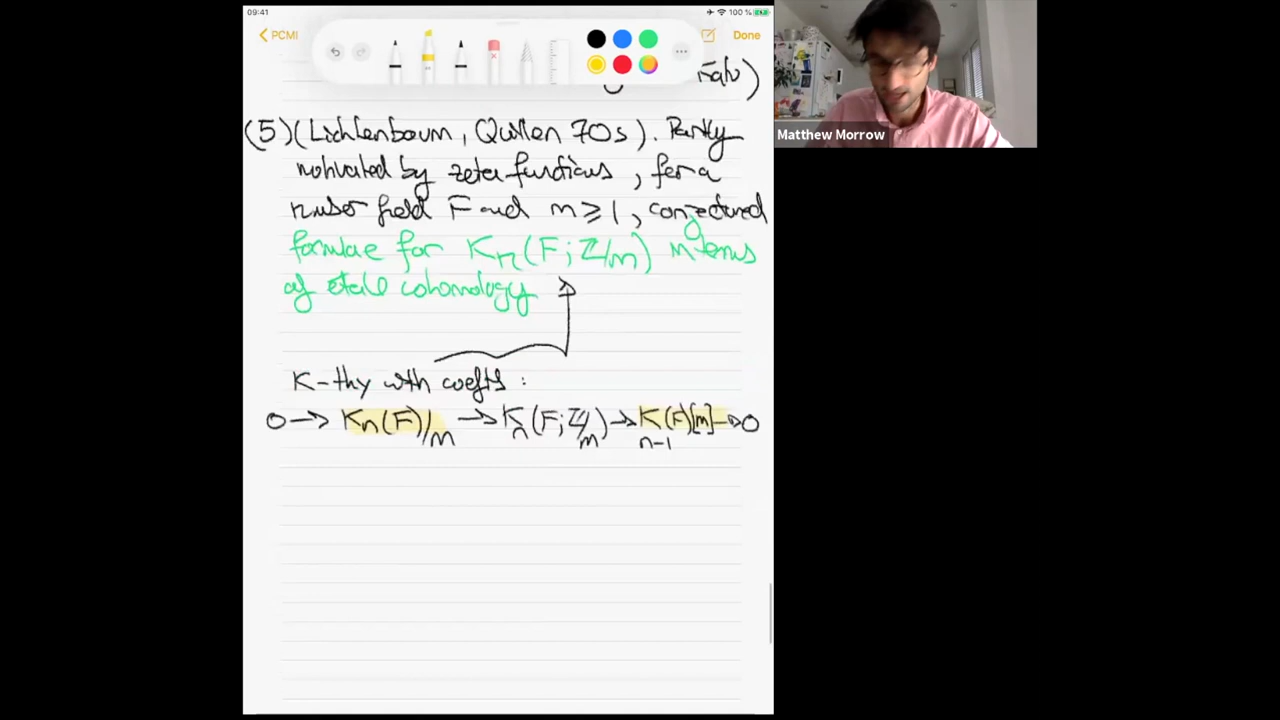 09:41
100 %
PCMI
Done
Matthew Morrow
(5) (Lichtenbaum, Quillen 70s). Partly
motivated by zeta functions, for a
number field F and m ≥ 1, conjectured
formulae for Kn(F; ℤ/m) in terms
of étale cohomology
K-thy with coeffts :
0 → Kn(F)/m → Kn(F; ℤ/m) → Kn-1(F)[m] → 0